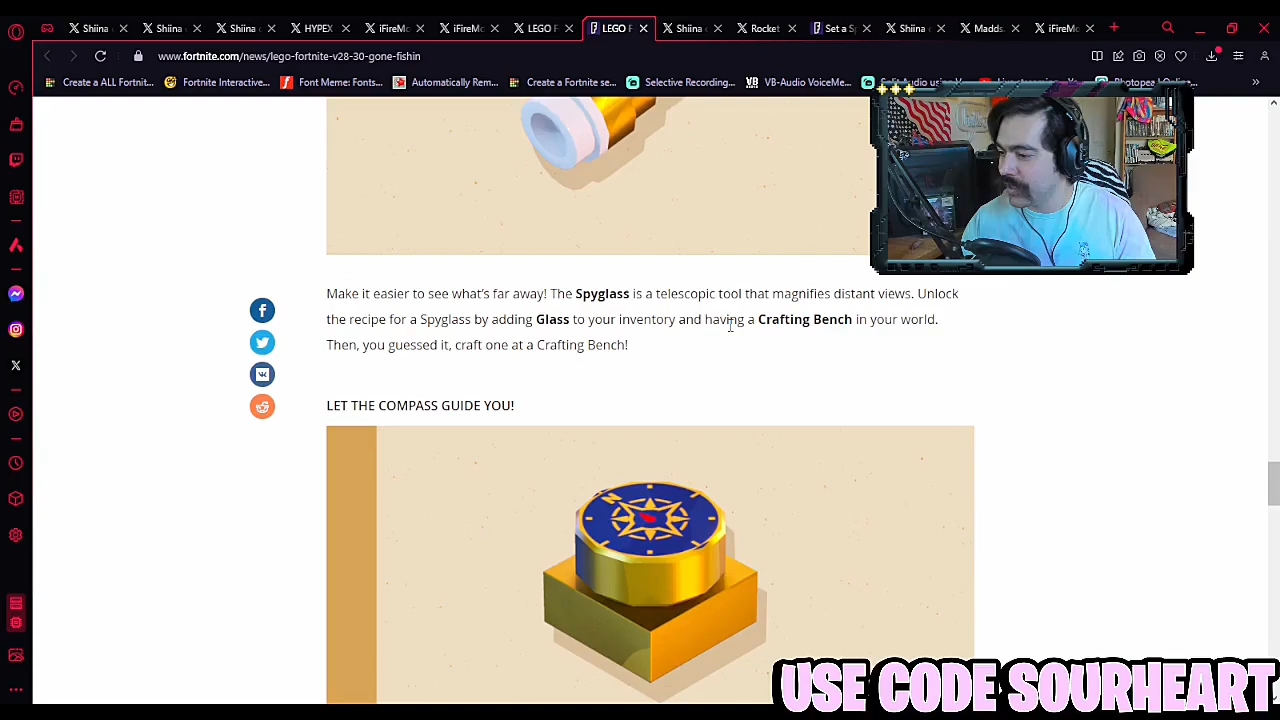 Shiina
Shiina
Shiina
HYPEX
iFireMo
iFireMo
LEGO F
LEGO F
Shiina
Rocket
Set a S
Shiina
Madds.
iFireMo
www.fortnite.com/news/lego-fortnite-v28-30-gone-fishin
Create a ALL Fortnit...
Fortnite Interactive...
Font Meme: Fonts...
Automatically Rem...
Create a Fortnite se...
Selective Recording...
VB-Audio VoiceMe...
Make it easier to see what's far away! The Spyglass is a telescopic tool that magnifies distant views. Unlock
the recipe for a Spyglass by adding Glass to your inventory and having a Crafting Bench in your world.
Then, you guessed it, craft one at a Crafting Bench!
LET THE COMPASS GUIDE YOU!
N
USE CODE SOURHEART